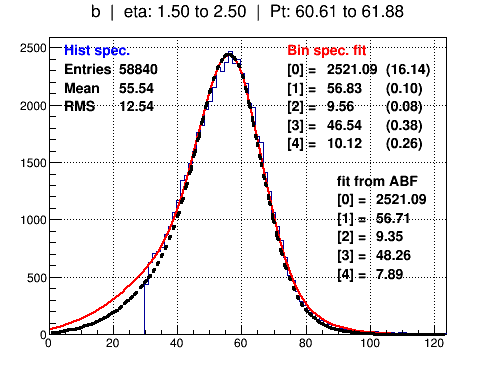 b | eta: 1.50 to 2.50 | Pt: 60.61 to 61.88
Hist spec.
Entries 58840
Mean 55.54
RMS 12.54
Bin spec. fit
[0] = 2521.09 (16.14)
[1] = 56.83 (0.10)
[2] = 9.56 (0.08)
[3] = 46.54 (0.38)
[4] = 10.12 (0.26)
fit from ABF
[0] = 2521.09
[1] = 56.71
[2] = 9.35
[3] = 48.26
[4] = 7.89
2500
2000
1500
1000
500
0
0 20 40 60 80 100 120